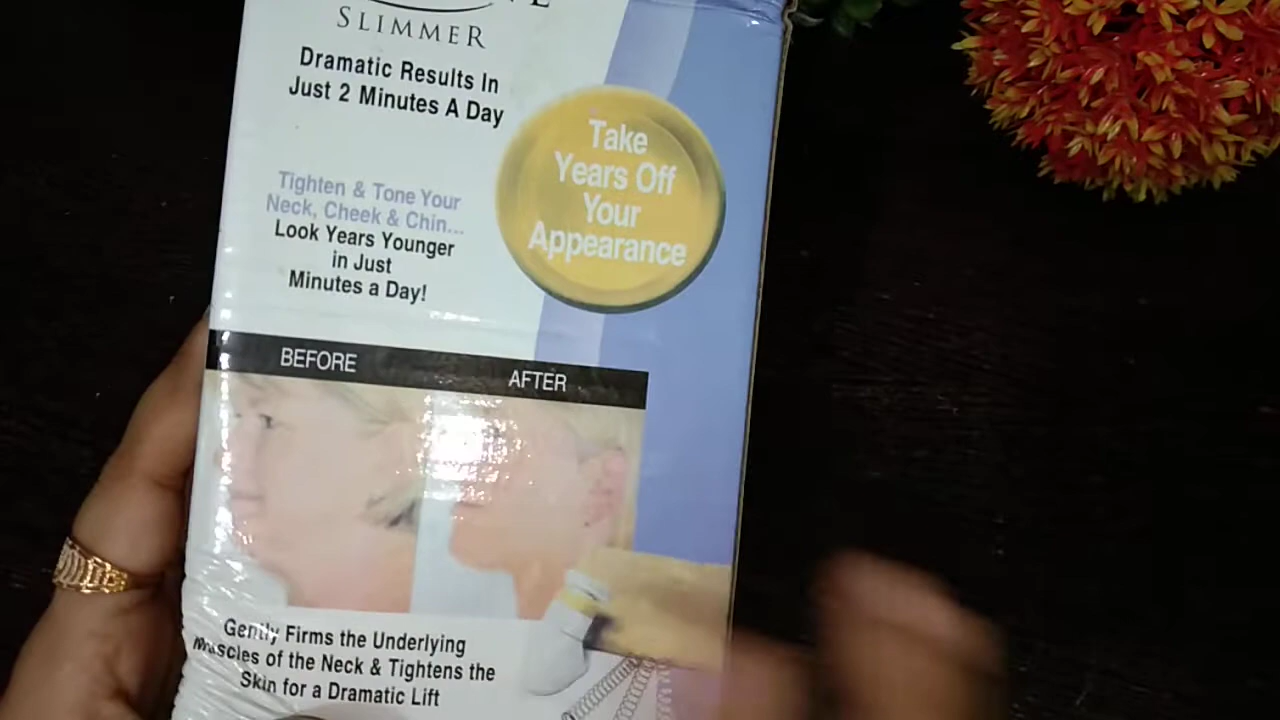 SLIMMER
Dramatic Results In
Just 2 Minutes A Day
Take
Years Off
Your
Appearance
Tighten & Tone Your
Neck, Cheek & Chin...
Look Years Younger
in Just
Minutes a Day!
BEFORE
AFTER
Gently Firms the Underlying
Muscles of the Neck & Tightens the
Skin for a Dramatic Lift